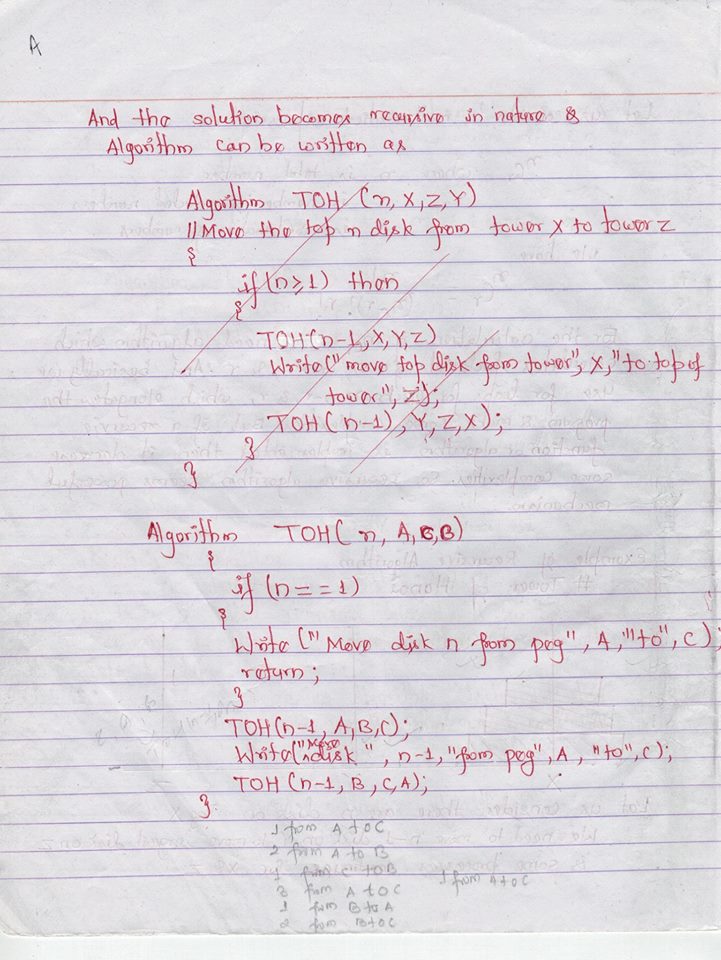 A
And the solution becomes recursive in nature &
Algorithm can be written as
Algorithm TOH (n, X, Z, Y)
// Move the top n disk from tower X to tower Z
{
if (n ≥ 1) then
{
TOH (n-1, X, Y, Z)
Write ("move top disk from tower", X, "to top of
tower", Z);
TOH (n-1), Y, Z, X);
}
}
Algorithm TOH ( n, A, C, B)
{
if (n == 1)
{
Write ("Move disk n from peg", A, "to", C);
return;
}
TOH (n-1, A, B, C);
Write ("Move disk ", n-1, "from peg", A, "to", C);
TOH (n-1, B, C, A);
}
1 from A to C
2 from A to B
1 from C to B
3 from A to C 1 from A to C
1 from B to A
2 from B to C